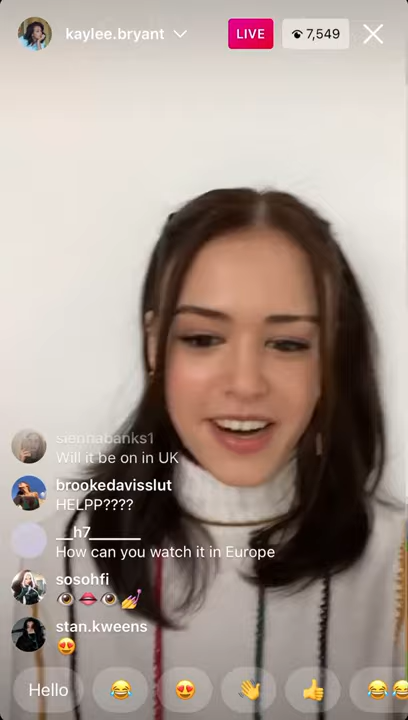 kaylee.bryant
LIVE
7,549
siennabanks1
Will it be on in UK
brookedavisslut
HELPP????
__h7______
How can you watch it in Europe
sosohfi
👁️👄👁️💅
stan.kweens
😍
Hello 😂 😍 👋 👍 😂😂